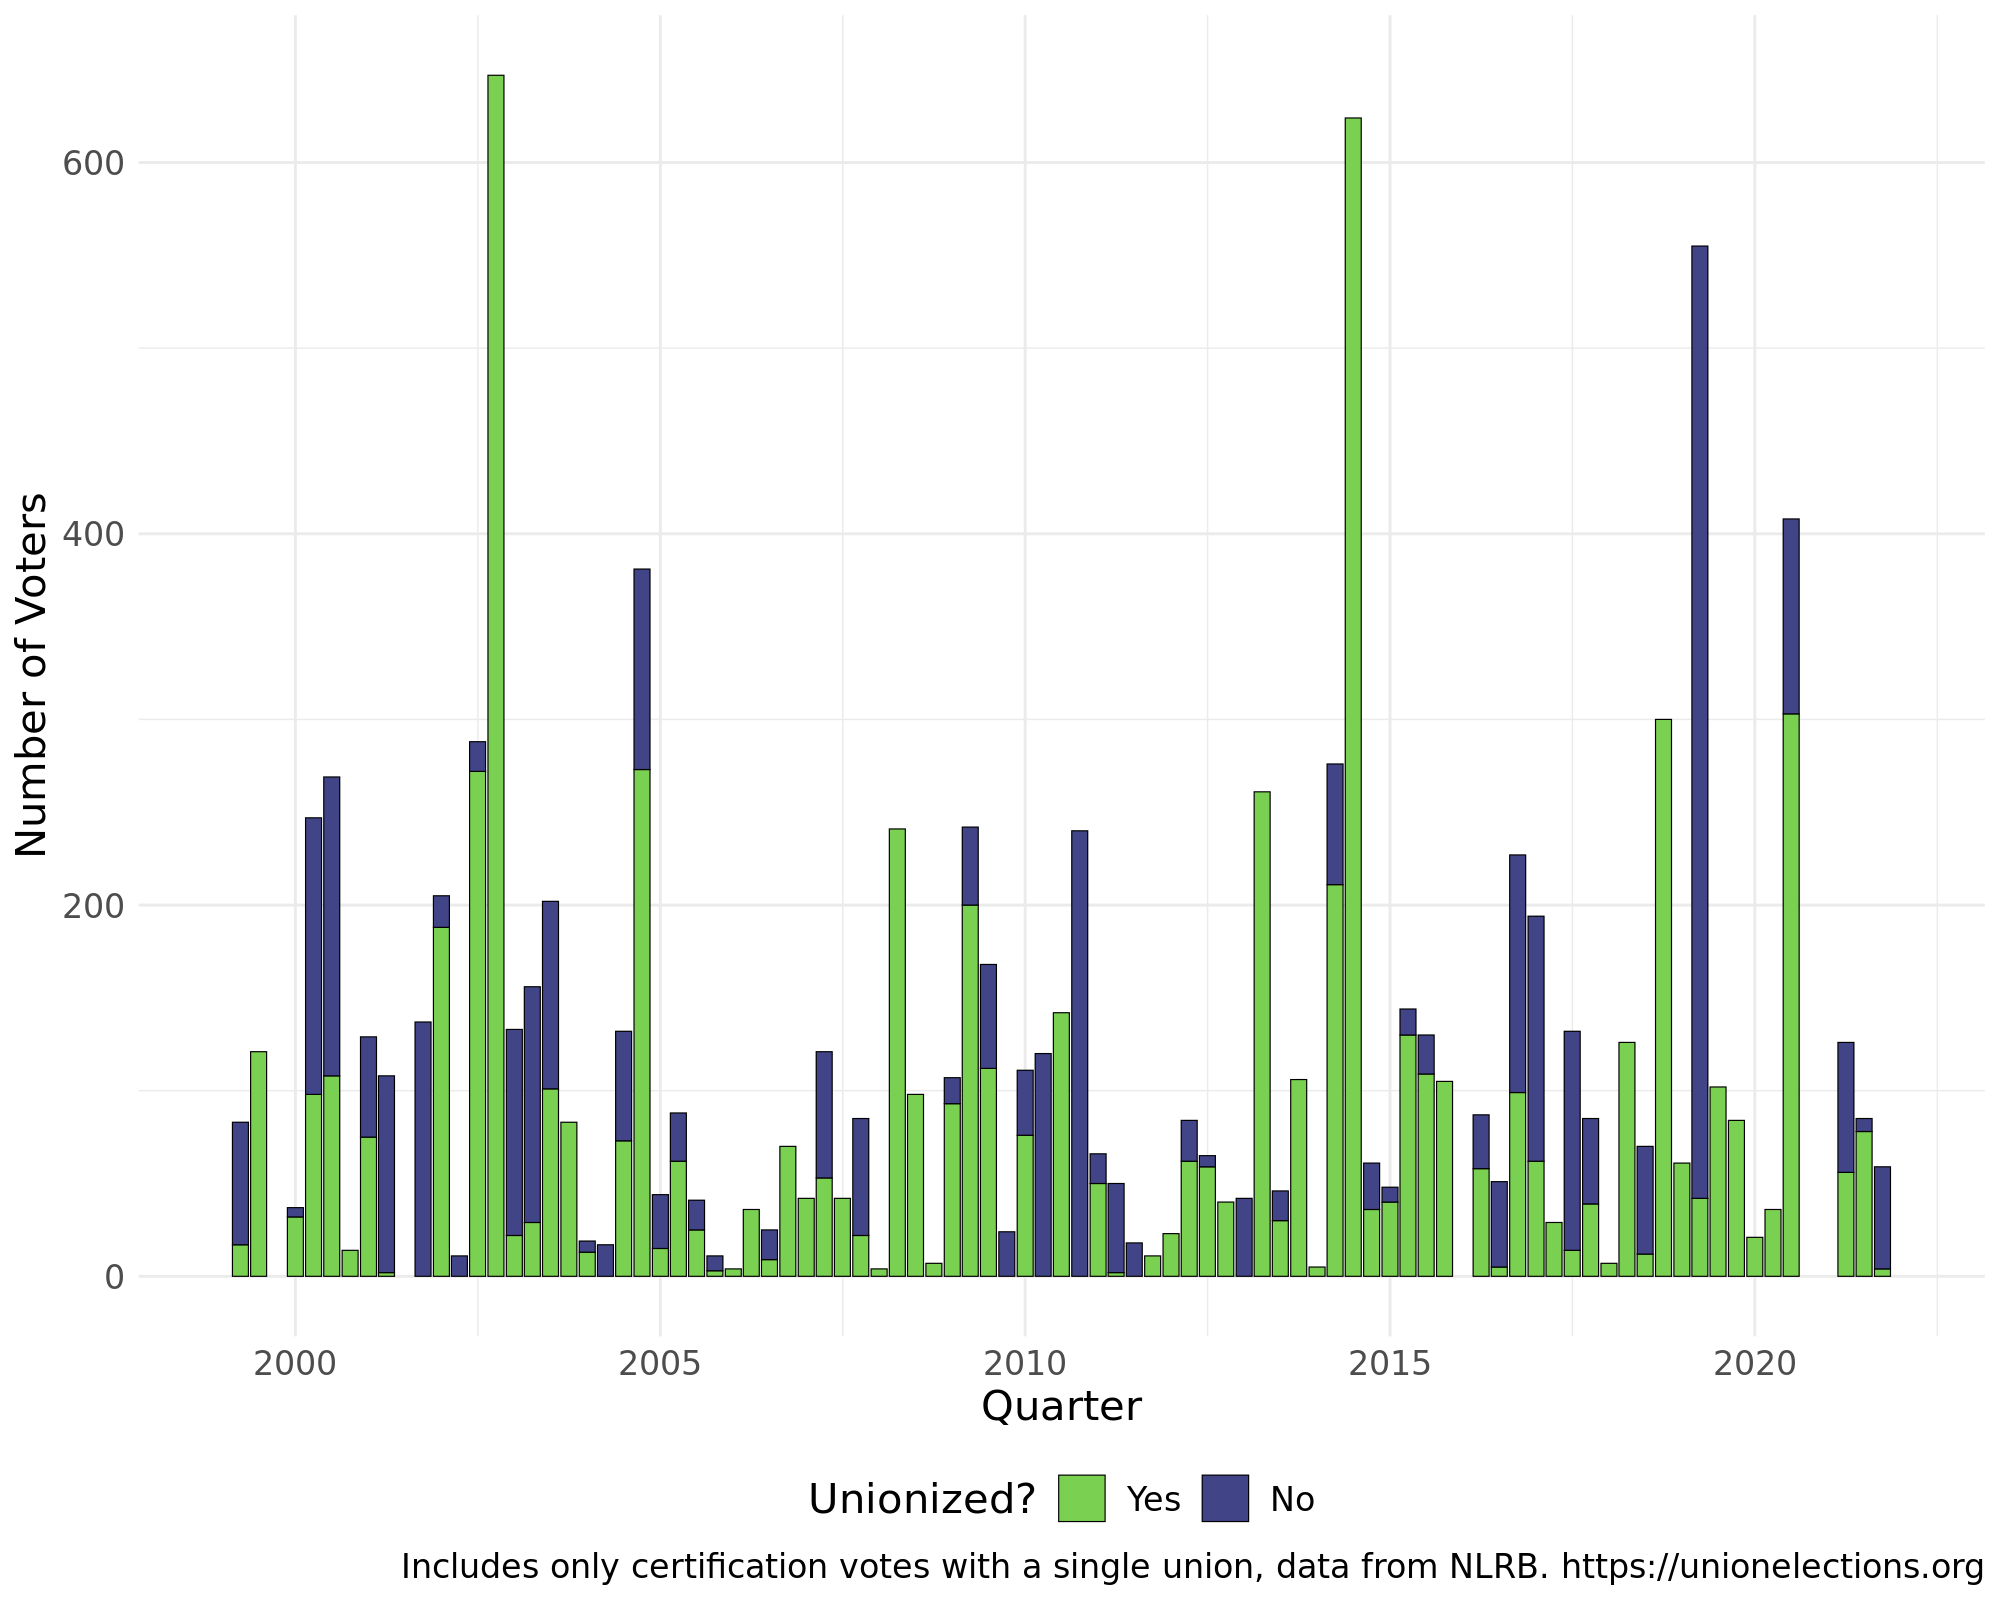 600
400
200
0
Number of Voters
2000 2005 2010 2015 2020
Quarter
Unionized? Yes No
Includes only certification votes with a single union, data from NLRB. https://unionelections.org